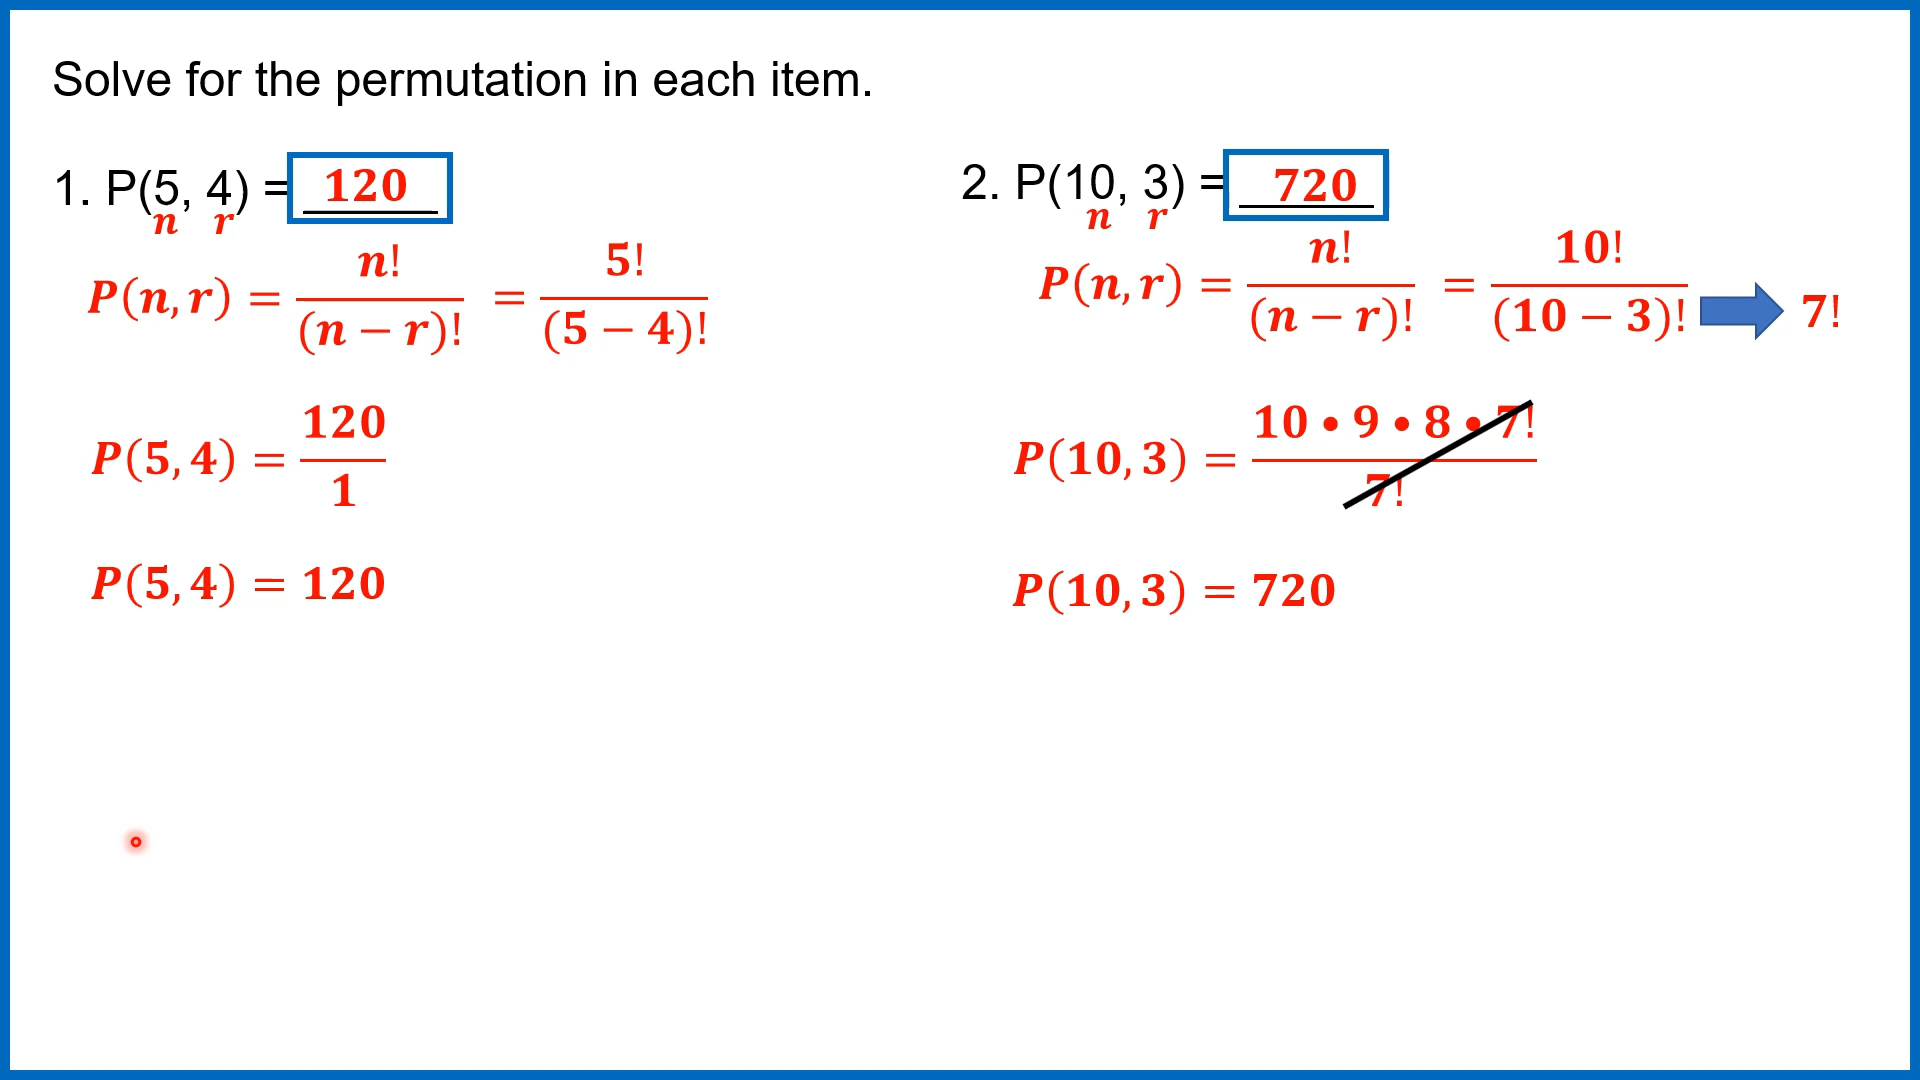 Solve for the permutation in each item.
1. P(5, 4) = 120
n r
P(n, r) = n! / (n − r)! = 5! / (5 − 4)!
P(5, 4) = 120 / 1
P(5, 4) = 120
2. P(10, 3) = 720
n r
P(n, r) = n! / (n − r)! = 10! / (10 − 3)! 7!
P(10, 3) = 10 • 9 • 8 • 7! / 7!
P(10, 3) = 720